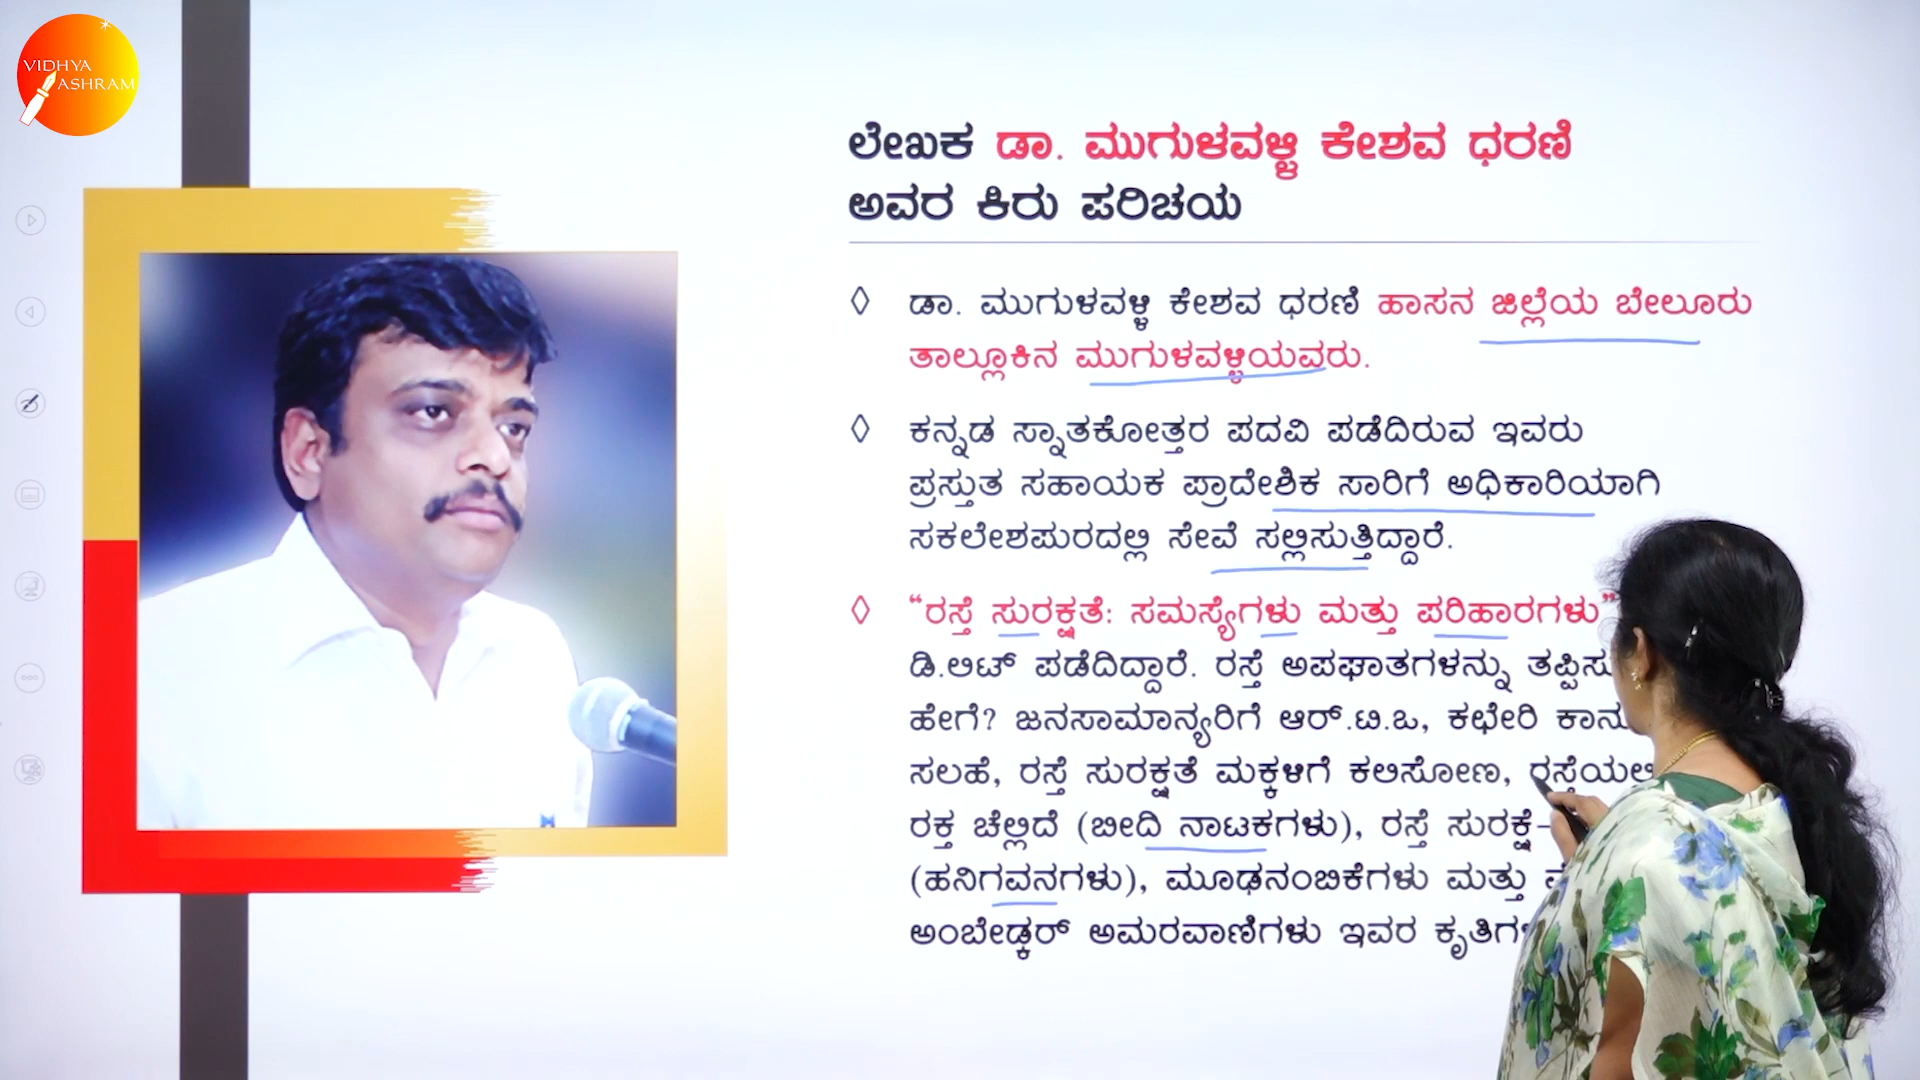 VIDHYA
ASHRAM
ಲೇಖಕ ಡಾ. ಮುಗುಳವಳ್ಳಿ ಕೇಶವ ಧರಣಿ
ಅವರ ಕಿರು ಪರಿಚಯ
ಡಾ. ಮುಗುಳವಳ್ಳಿ ಕೇಶವ ಧರಣಿ ಹಾಸನ ಜಿಲ್ಲೆಯ ಬೇಲೂರು
ತಾಲ್ಲೂಕಿನ ಮುಗುಳವಳ್ಳಿಯವರು.
ಕನ್ನಡ ಸ್ನಾತಕೋತ್ತರ ಪದವಿ ಪಡೆದಿರುವ ಇವರು
ಪ್ರಸ್ತುತ ಸಹಾಯಕ ಪ್ರಾದೇಶಿಕ ಸಾರಿಗೆ ಅಧಿಕಾರಿಯಾಗಿ
ಸಕಲೇಶಪುರದಲ್ಲಿ ಸೇವೆ ಸಲ್ಲಿಸುತ್ತಿದ್ದಾರೆ.
“ರಸ್ತೆ ಸುರಕ್ಷತೆ: ಸಮಸ್ಯೆಗಳು ಮತ್ತು ಪರಿಹಾರಗಳು”
ಡಿ.ಲಿಟ್ ಪಡೆದಿದ್ದಾರೆ. ರಸ್ತೆ ಅಪಘಾತಗಳನ್ನು
ಹೇಗೆ? ಜನಸಾಮಾನ್ಯರಿಗೆ ಆರ್.ಟಿ.ಒ, ಕಛೇರಿ
ಸಲಹೆ, ರಸ್ತೆ ಸುರಕ್ಷತೆ ಮಕ್ಕಳಿಗೆ ಕಲಿಸೋಣ,
ರಕ್ತ ಚೆಲ್ಲಿದೆ (ಬೀದಿ ನಾಟಕಗಳು), ರಸ್ತೆ ಸುರಕ್ಷೆ-
(ಹನಿಗವನಗಳು), ಮೂಢನಂಬಿಕೆಗಳು ಮತ್ತು
ಅಂಬೇಡ್ಕರ್ ಅಮರವಾಣಿಗಳು ಇವರ